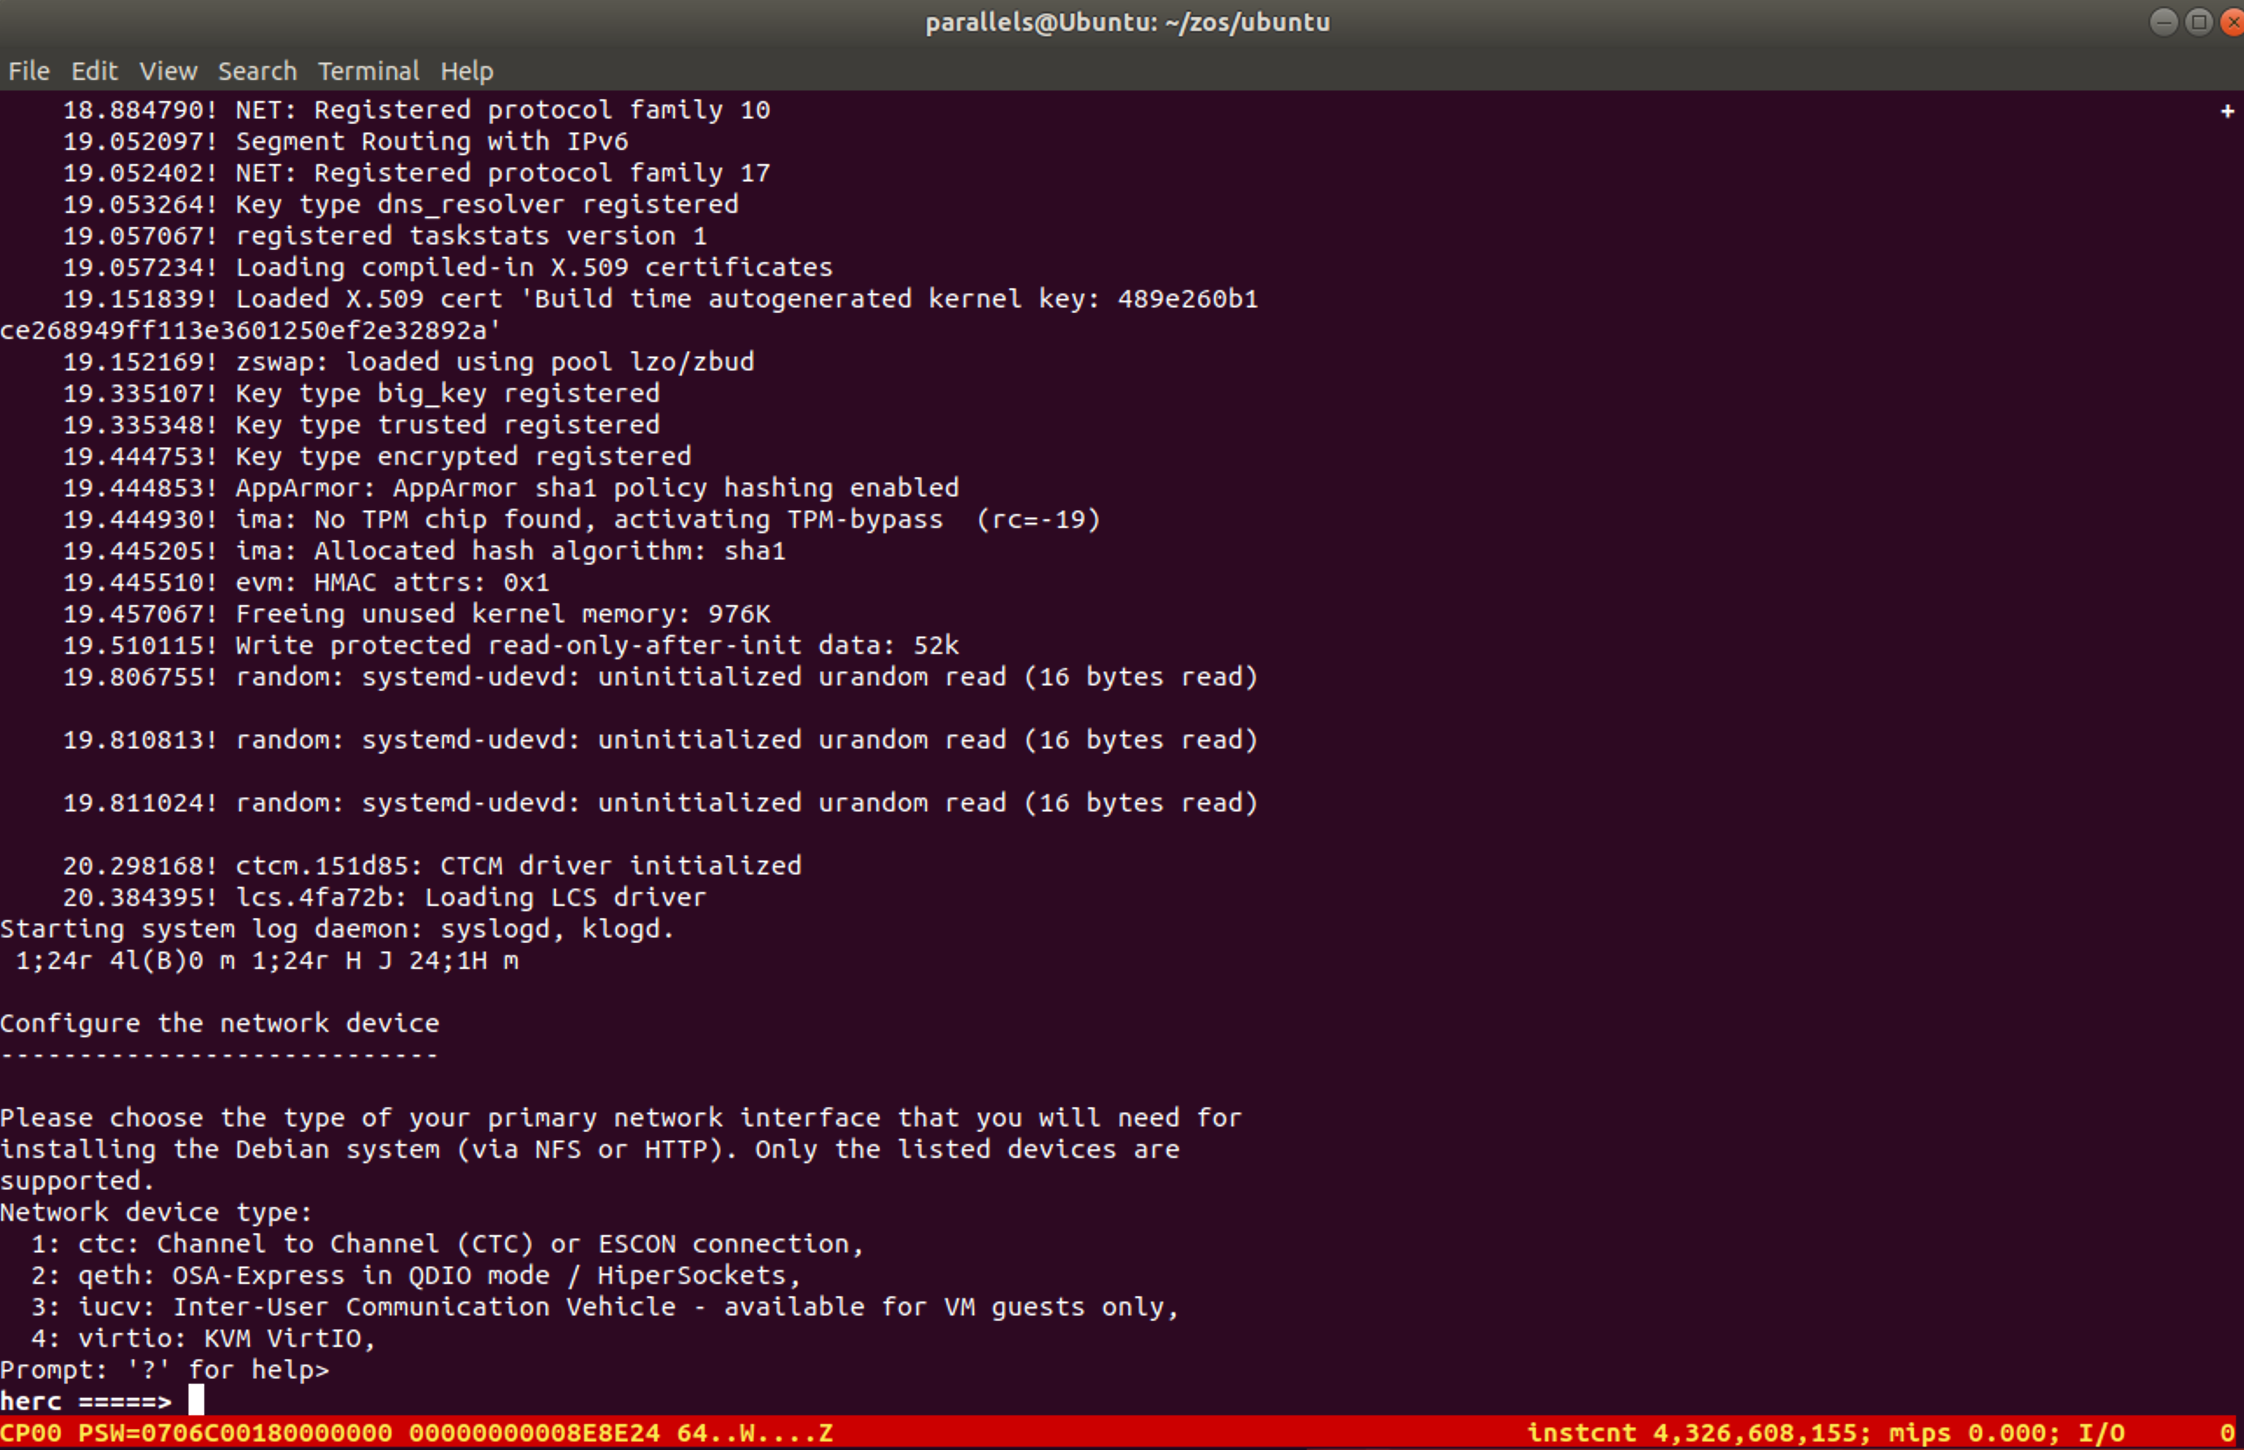 parallels@Ubuntu: ~/zos/ubuntu
File Edit View Search Terminal Help
18.884790! NET: Registered protocol family 10 +
19.052097! Segment Routing with IPv6
19.052402! NET: Registered protocol family 17
19.053264! Key type dns_resolver registered
19.057067! registered taskstats version 1
19.057234! Loading compiled-in X.509 certificates
19.151839! Loaded X.509 cert 'Build time autogenerated kernel key: 489e260b1
ce268949ff113e3601250ef2e32892a'
19.152169! zswap: loaded using pool lzo/zbud
19.335107! Key type big_key registered
19.335348! Key type trusted registered
19.444753! Key type encrypted registered
19.444853! AppArmor: AppArmor sha1 policy hashing enabled
19.444930! ima: No TPM chip found, activating TPM-bypass  (rc=-19)
19.445205! ima: Allocated hash algorithm: sha1
19.445510! evm: HMAC attrs: 0x1
19.457067! Freeing unused kernel memory: 976K
19.510115! Write protected read-only-after-init data: 52k
19.806755! random: systemd-udevd: uninitialized urandom read (16 bytes read)
19.810813! random: systemd-udevd: uninitialized urandom read (16 bytes read)
19.811024! random: systemd-udevd: uninitialized urandom read (16 bytes read)
20.298168! ctcm.151d85: CTCM driver initialized
20.384395! lcs.4fa72b: Loading LCS driver
Starting system log daemon: syslogd, klogd.
1;24r 4l(B)0 m 1;24r H J 24;1H m
Configure the network device
----------------------------
Please choose the type of your primary network interface that you will need for
installing the Debian system (via NFS or HTTP). Only the listed devices are
supported.
Network device type:
1: ctc: Channel to Channel (CTC) or ESCON connection,
2: qeth: OSA-Express in QDIO mode / HiperSockets,
3: iucv: Inter-User Communication Vehicle - available for VM guests only,
4: virtio: KVM VirtIO,
Prompt: '?' for help>
herc =====>
CP00 PSW=0706C00180000000 00000000008E8E24 64..W....Z instcnt 4,326,608,155; mips 0.000; I/O 0